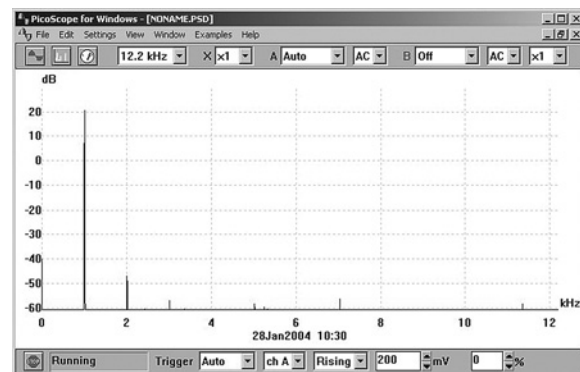 PicoScope for Windows - [NONAME.PSD]
File Edit Settings View Window Examples Help
12.2 kHz X x1 A Auto AC B Off AC x1
dB
20
10
0
-10
-20
-30
-40
-50
-60
kHz
0 2 4 6 8 10 12
28Jan2004 10:30
Running Trigger Auto ch A Rising 200 mV 0 %